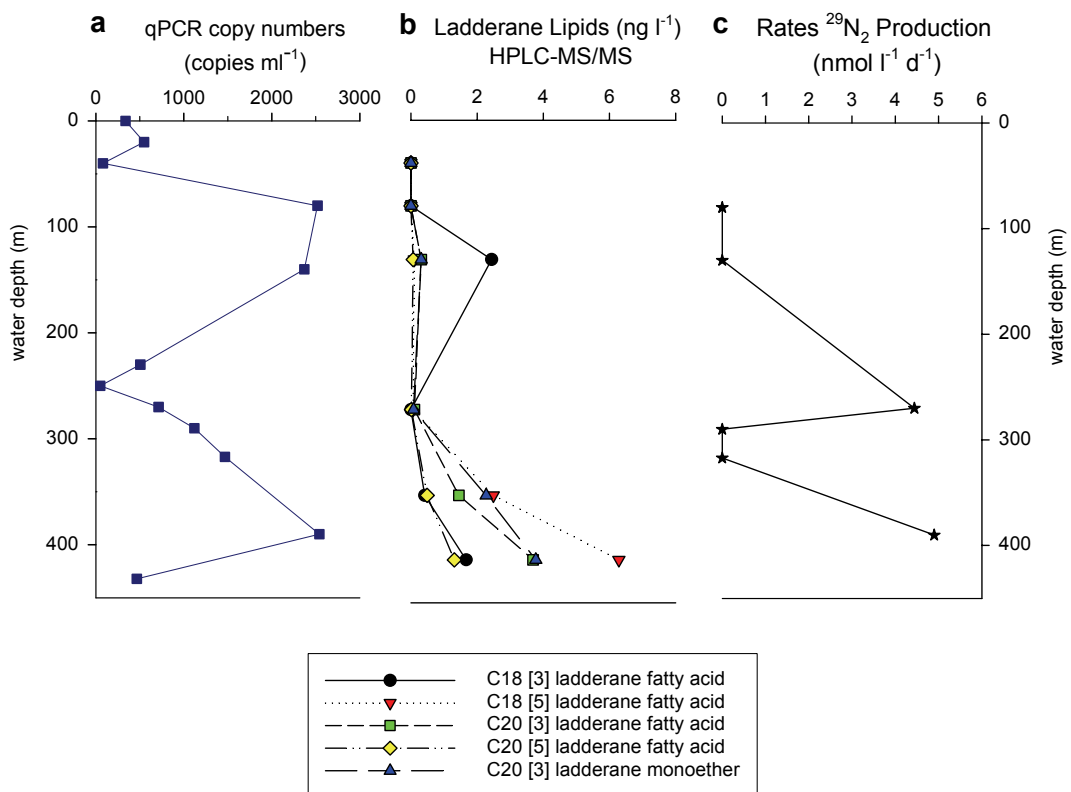 a qPCR copy numbers
(copies ml⁻¹)
0 1000 2000 3000
b Ladderane Lipids (ng l⁻¹)
HPLC-MS/MS
0 2 4 6 8
c Rates ²⁹N₂ Production
(nmol l⁻¹ d⁻¹)
0 1 2 3 4 5 6
water depth (m)
0
100
200
300
400
water depth (m)
0
100
200
300
400
C18 [3] ladderane fatty acid
C18 [5] ladderane fatty acid
C20 [3] ladderane fatty acid
C20 [5] ladderane fatty acid
C20 [3] ladderane monoether